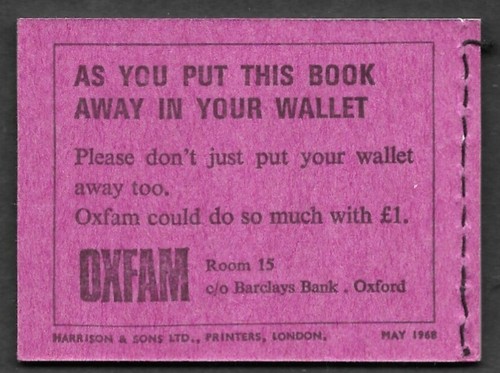 AS YOU PUT THIS BOOK
AWAY IN YOUR WALLET
Please don't just put your wallet
away too.
Oxfam could do so much with £1.
OXFAM
Room 15
c/o Barclays Bank . Oxford
HARRISON & SONS LTD., PRINTERS, LONDON. MAY 1968